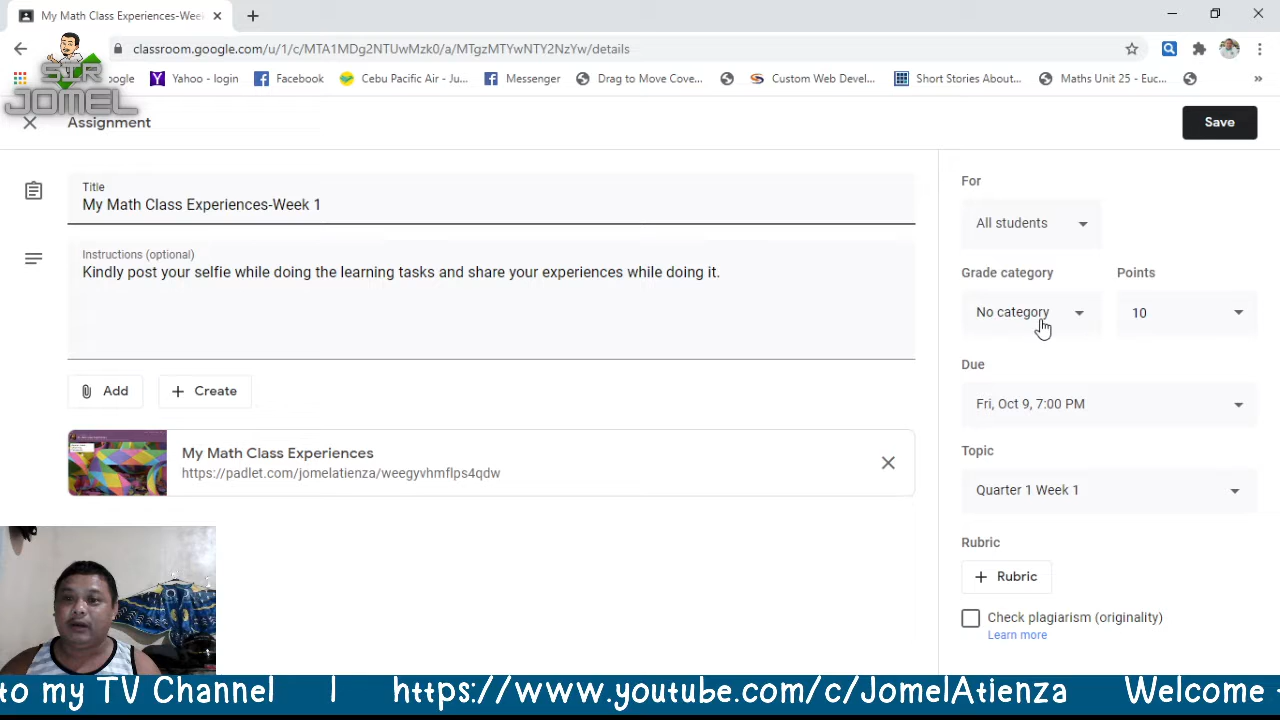 My Math Class Experiences-Wee
classroom.google.com/u/1/c/MTA1MDg2NTUwMzk0/a/MTgzMTYwNTY2NzYw/details
ogle
Yahoo - login
Facebook
Cebu Pacific Air - Ju...
Messenger
Drag to Move Cove...
Custom Web Devel...
Short Stories About...
Maths Unit 25 - Euc...
»
SIR
JOMEL
Assignment
Save
Title
My Math Class Experiences-Week 1
Instructions (optional)
Kindly post your selfie while doing the learning tasks and share your experiences while doing it.
Add
Create
My Math Class Experiences
https://padlet.com/jomelatienza/weegyvhmflps4qdw
For
All students
Grade category
Points
No category
10
Due
Fri, Oct 9, 7:00 PM
Topic
Quarter 1 Week 1
Rubric
Rubric
Check plagiarism (originality)
Learn more
to my TV Channel | https://www.youtube.com/c/JomelAtienza Welcome